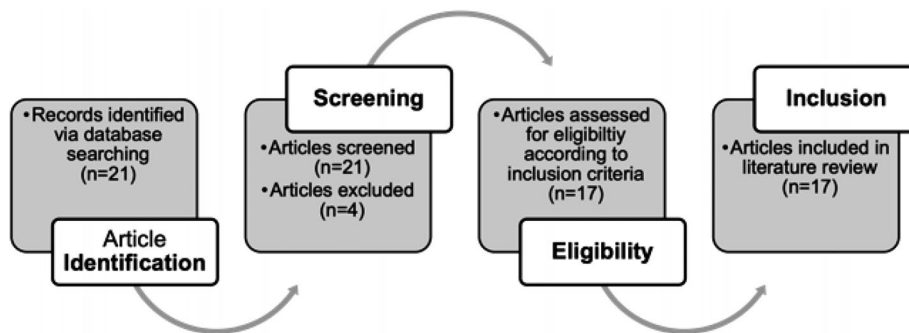 •Records identified
via database
searching
(n=21)
Article
Identification
Screening
•Articles screened
(n=21)
•Articles excluded
(n=4)
•Articles assessed
for eligibiltiy
according to
inclusion criteria
(n=17)
Eligibility
Inclusion
•Articles included in
literature review
(n=17)